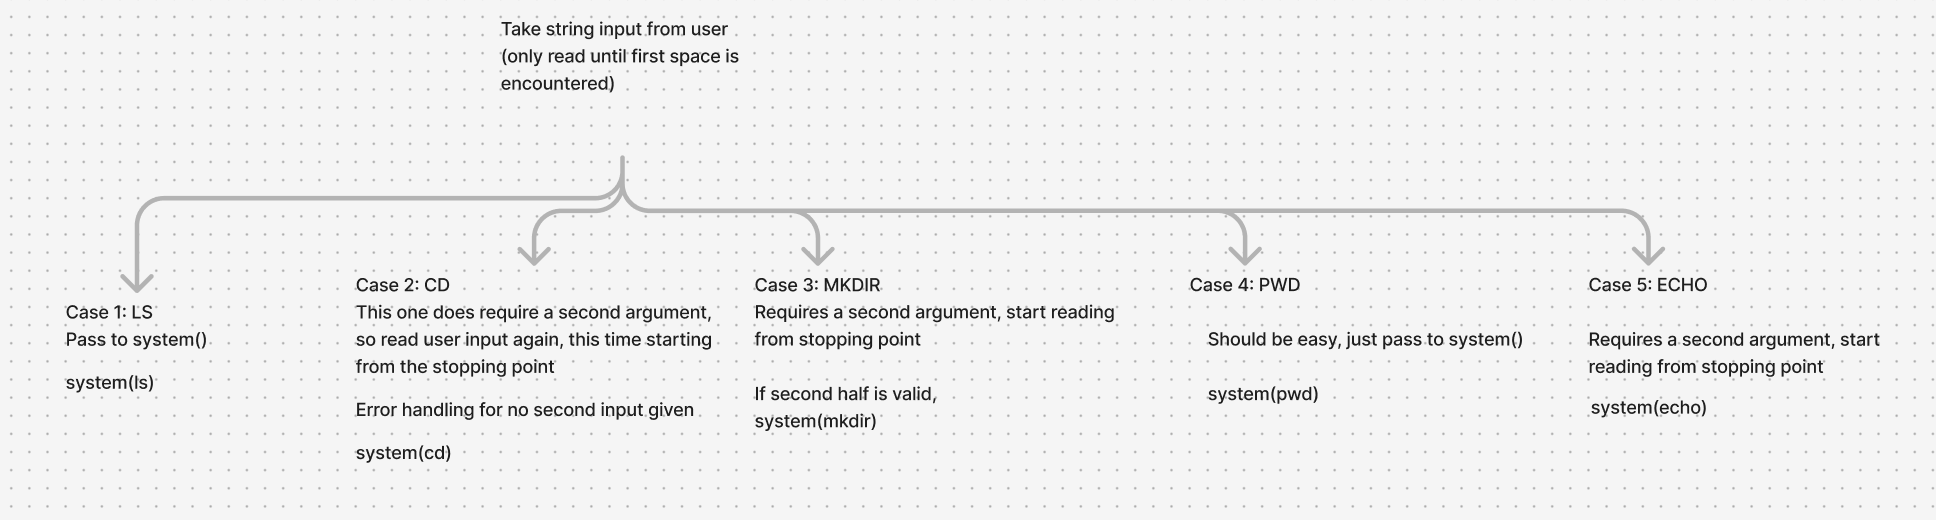 Take string input from user
(only read until first space is
encountered)
Case 1: LS
Pass to system()
system(ls)
Case 2: CD
This one does require a second argument,
so read user input again, this time starting
from the stopping point
Error handling for no second input given
system(cd)
Case 3: MKDIR
Requires a second argument, start reading
from stopping point
If second half is valid,
system(mkdir)
Case 4: PWD
Should be easy, just pass to system()
system(pwd)
Case 5: ECHO
Requires a second argument, start
reading from stopping point
system(echo)